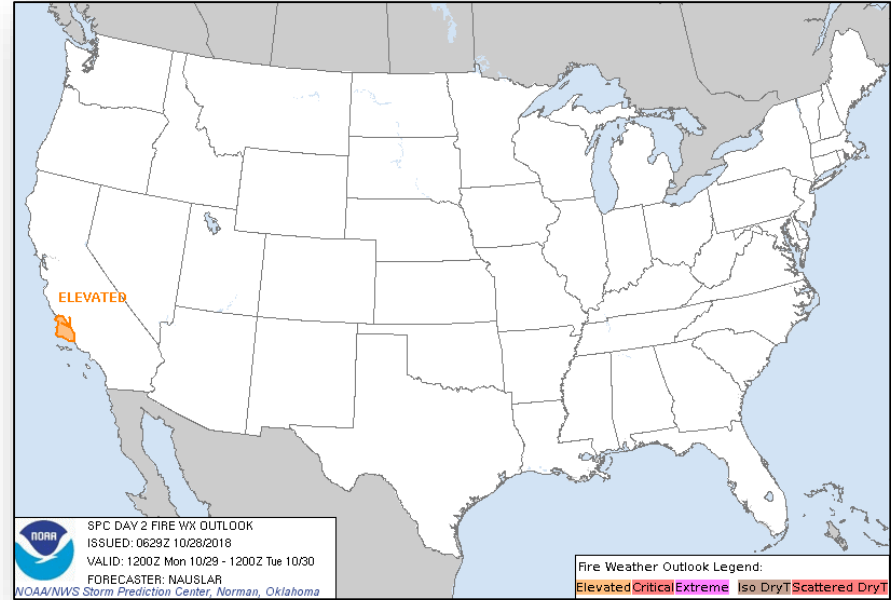 ELEVATED
NOAA
SPC DAY 2 FIRE WX OUTLOOK
ISSUED: 0629Z 10/28/2018
VALID: 1200Z Mon 10/29 - 1200Z Tue 10/30
FORECASTER: NAUSLAR
NOAA/NWS Storm Prediction Center, Norman, Oklahoma
Fire Weather Outlook Legend:
Elevated Critical Extreme Iso DryT Scattered DryT